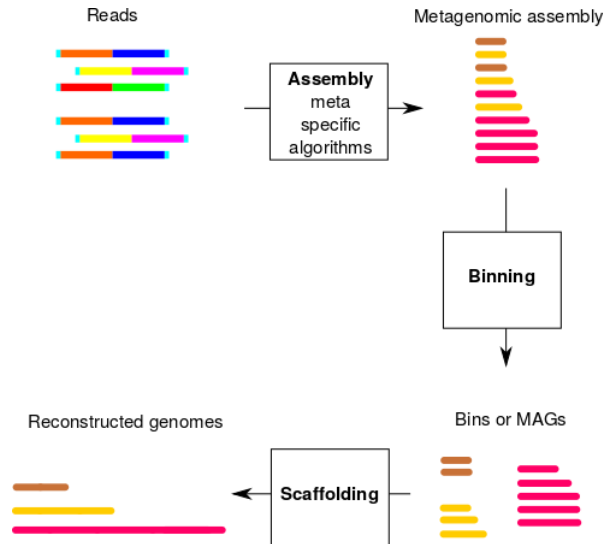 Reads
Metagenomic assembly
Assembly
meta
specific
algorithms
Binning
Reconstructed genomes
Bins or MAGs
Scaffolding